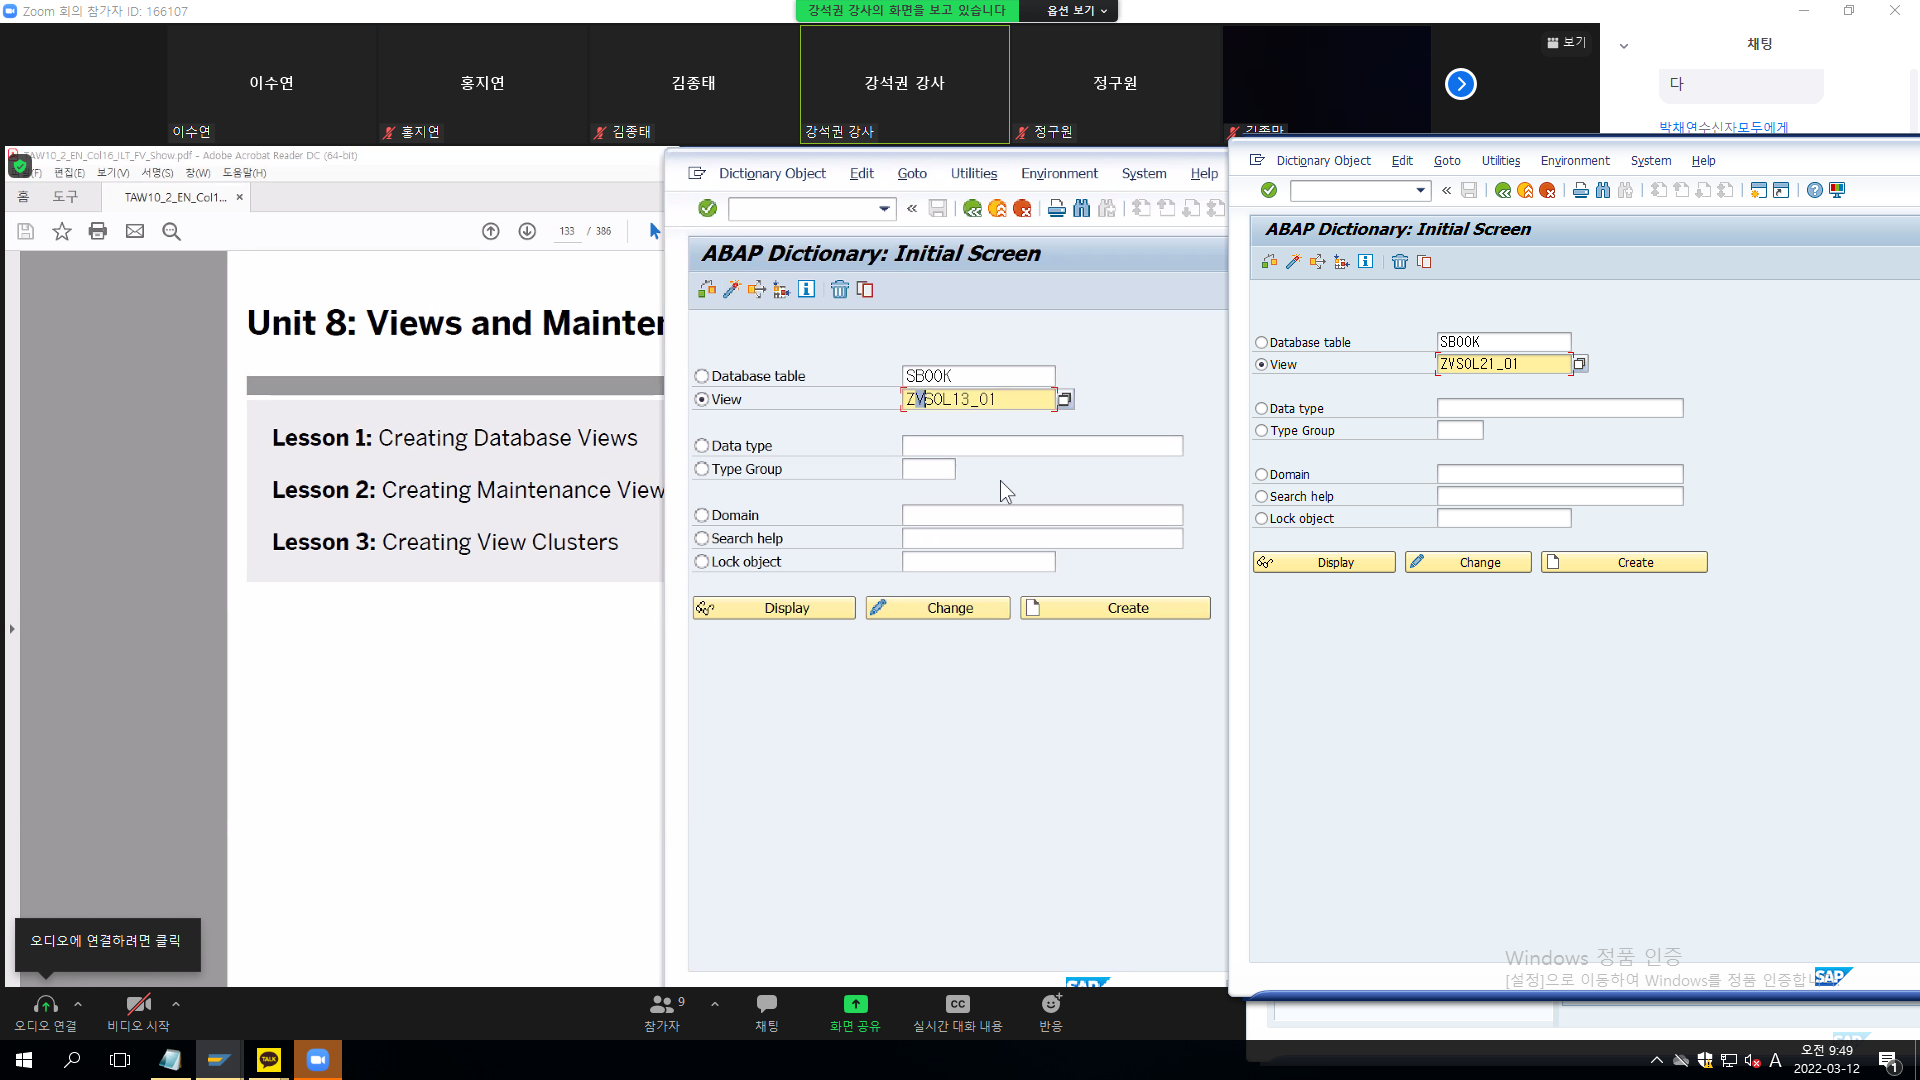 Zoom 회의 참가자 ID: 166107
강석권 강사의 화면을 보고 있습니다
옵션 보기
보기
채팅
이수연
홍지연
김종태
강석권 강사
정구원
이수연
홍지연
김종태
강석권 강사
정구원
다
박채연수신자모두에게
TAW10_2_EN_Col16_ILT_FV_Show.pdf - Adobe Acrobat Reader DC (64-bit)
편집(E) 보기(V) 서명(S) 창(W) 도움말(H)
홈 도구 TAW10_2_EN_Col1... ×
133 / 386
Unit 8: Views and Mainten
Lesson 1: Creating Database Views
Lesson 2: Creating Maintenance View
Lesson 3: Creating View Clusters
Dictionary Object Edit Goto Utilities Environment System Help
ABAP Dictionary: Initial Screen
Database table SBOOK
View ZVSOL13_01
Data type
Type Group
Domain
Search help
Lock object
Display Change Create
SAP
Dictionary Object Edit Goto Utilities Environment System Help
ABAP Dictionary: Initial Screen
Database table SBOOK
View ZVSOL21_01
Data type
Type Group
Domain
Search help
Lock object
Display Change Create
Windows 정품 인증
[설정]으로 이동하여 Windows를 정품 인증합니
SAP
오디오에 연결하려면 클릭
오디오 연결
비디오 시작
9
참가자
채팅
화면 공유
CC
실시간 대화 내용
반응
TALK
A
오전 9:49
2022-03-12
1